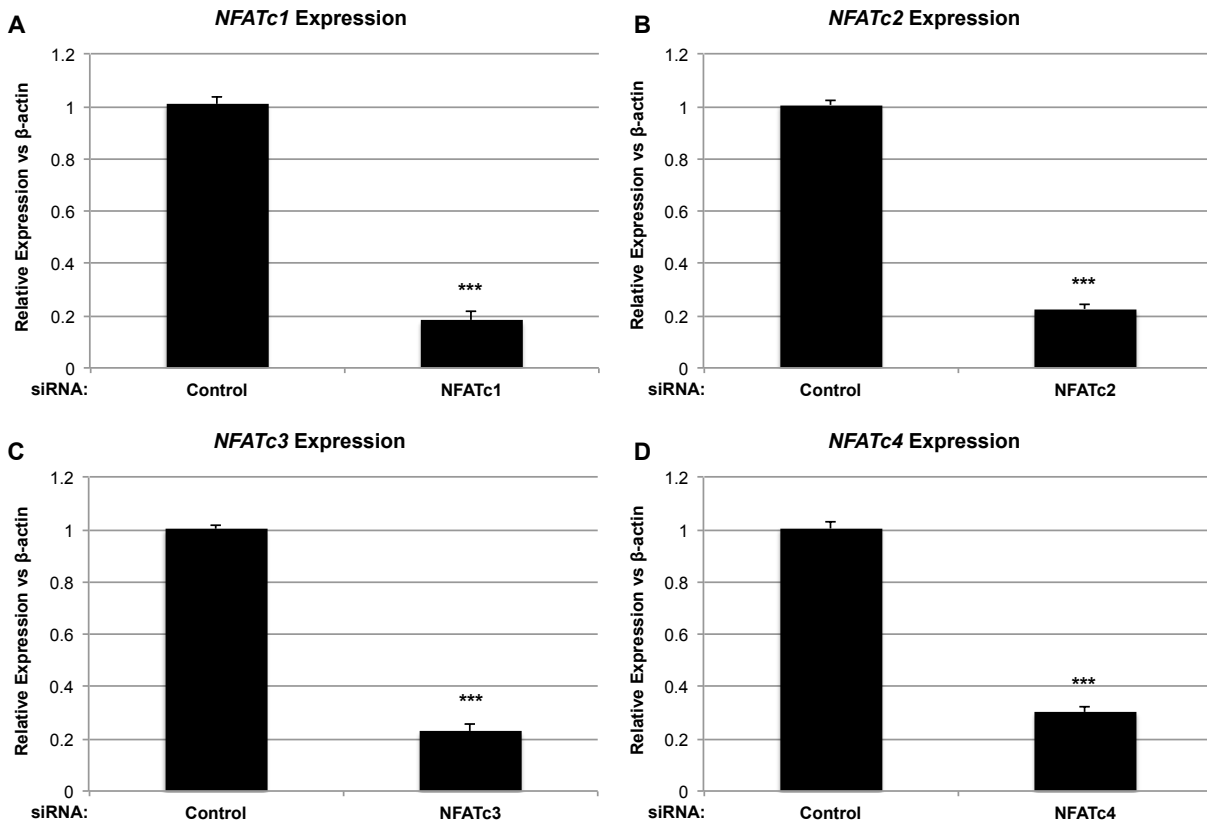 A
NFATc1 Expression
Relative Expression vs β-actin
1.2
1
0.8
0.6
0.4
0.2
0
***
siRNA:
Control
NFATc1
B
NFATc2 Expression
Relative Expression vs β-actin
1.2
1
0.8
0.6
0.4
0.2
0
***
siRNA:
Control
NFATc2
C
NFATc3 Expression
Relative Expression vs β-actin
1.2
1
0.8
0.6
0.4
0.2
0
***
siRNA:
Control
NFATc3
D
NFATc4 Expression
Relative Expression vs β-actin
1.2
1
0.8
0.6
0.4
0.2
0
***
siRNA:
Control
NFATc4